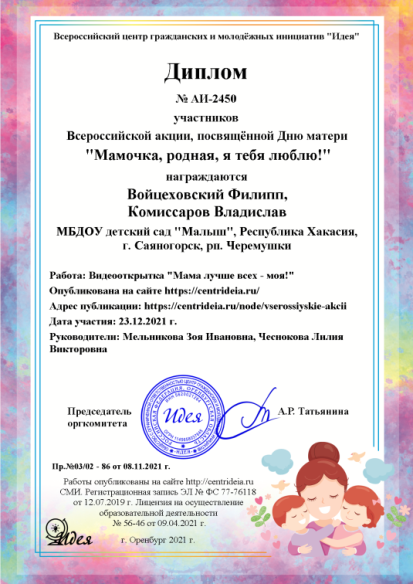 Всероссийский центр гражданских и молодёжных инициатив "Идея"
Диплом
№ АИ-2450
участников
Всероссийской акции, посвящённой Дню матери
"Мамочка, родная, я тебя люблю!"
награждаются
Войцеховский Филипп,
Комиссаров Владислав
МБДОУ детский сад "Малыш", Республика Хакасия,
г. Саяногорск, рп. Черемушки
Работа: Видеооткрытка "Мама лучше всех - моя!"
Опубликована на сайте https://centrideia.ru/
Адрес публикации: https://centrideia.ru/node/vserossiyskie-akcii
Дата участия: 23.12.2021 г.
Руководители: Мельникова Зоя Ивановна, Чеснокова Лилия
Викторовна
Председатель
оргкомитета
Идея
А.Р. Татьянина
Пр.№03/02 - 86 от 08.11.2021 г.
Работы опубликованы на сайте http://centrideia.ru
СМИ. Регистрационная запись ЭЛ № ФС 77-76118
от 12.07.2019 г. Лицензия на осуществление
образовательной деятельности
№ 56-46 от 09.04.2021 г.
Идея
г. Оренбург 2021 г.